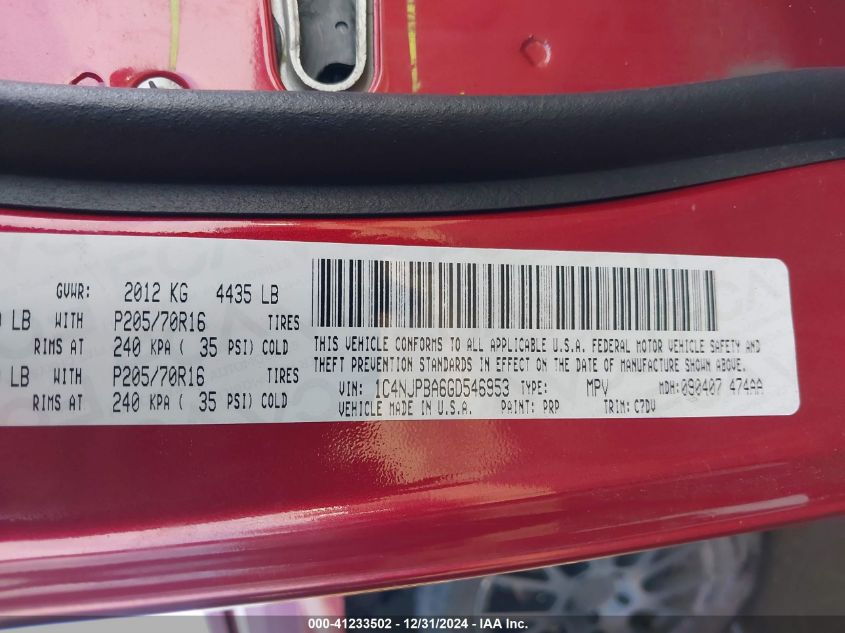 GVWR: 2012 KG 4435 LB
LB WITH P205/70R16 TIRES
RIMS AT 240 KPA ( 35 PSI) COLD
LB WITH P205/70R16 TIRES
RIMS AT 240 KPA ( 35 PSI) COLD
THIS VEHICLE CONFORMS TO ALL APPLICABLE U.S.A. FEDERAL MOTOR VEHICLE SAFETY AND
THEFT PREVENTION STANDARDS IN EFFECT ON THE DATE OF MANUFACTURE SHOWN ABOVE.
VIN: 1C4NJPBA6GD546953 TYPE: MPV MDH: 090407 474AA
VEHICLE MADE IN U.S.A. PAINT: PRP TRIM: C7DV
000-41233502 - 12/31/2024 - IAA Inc.